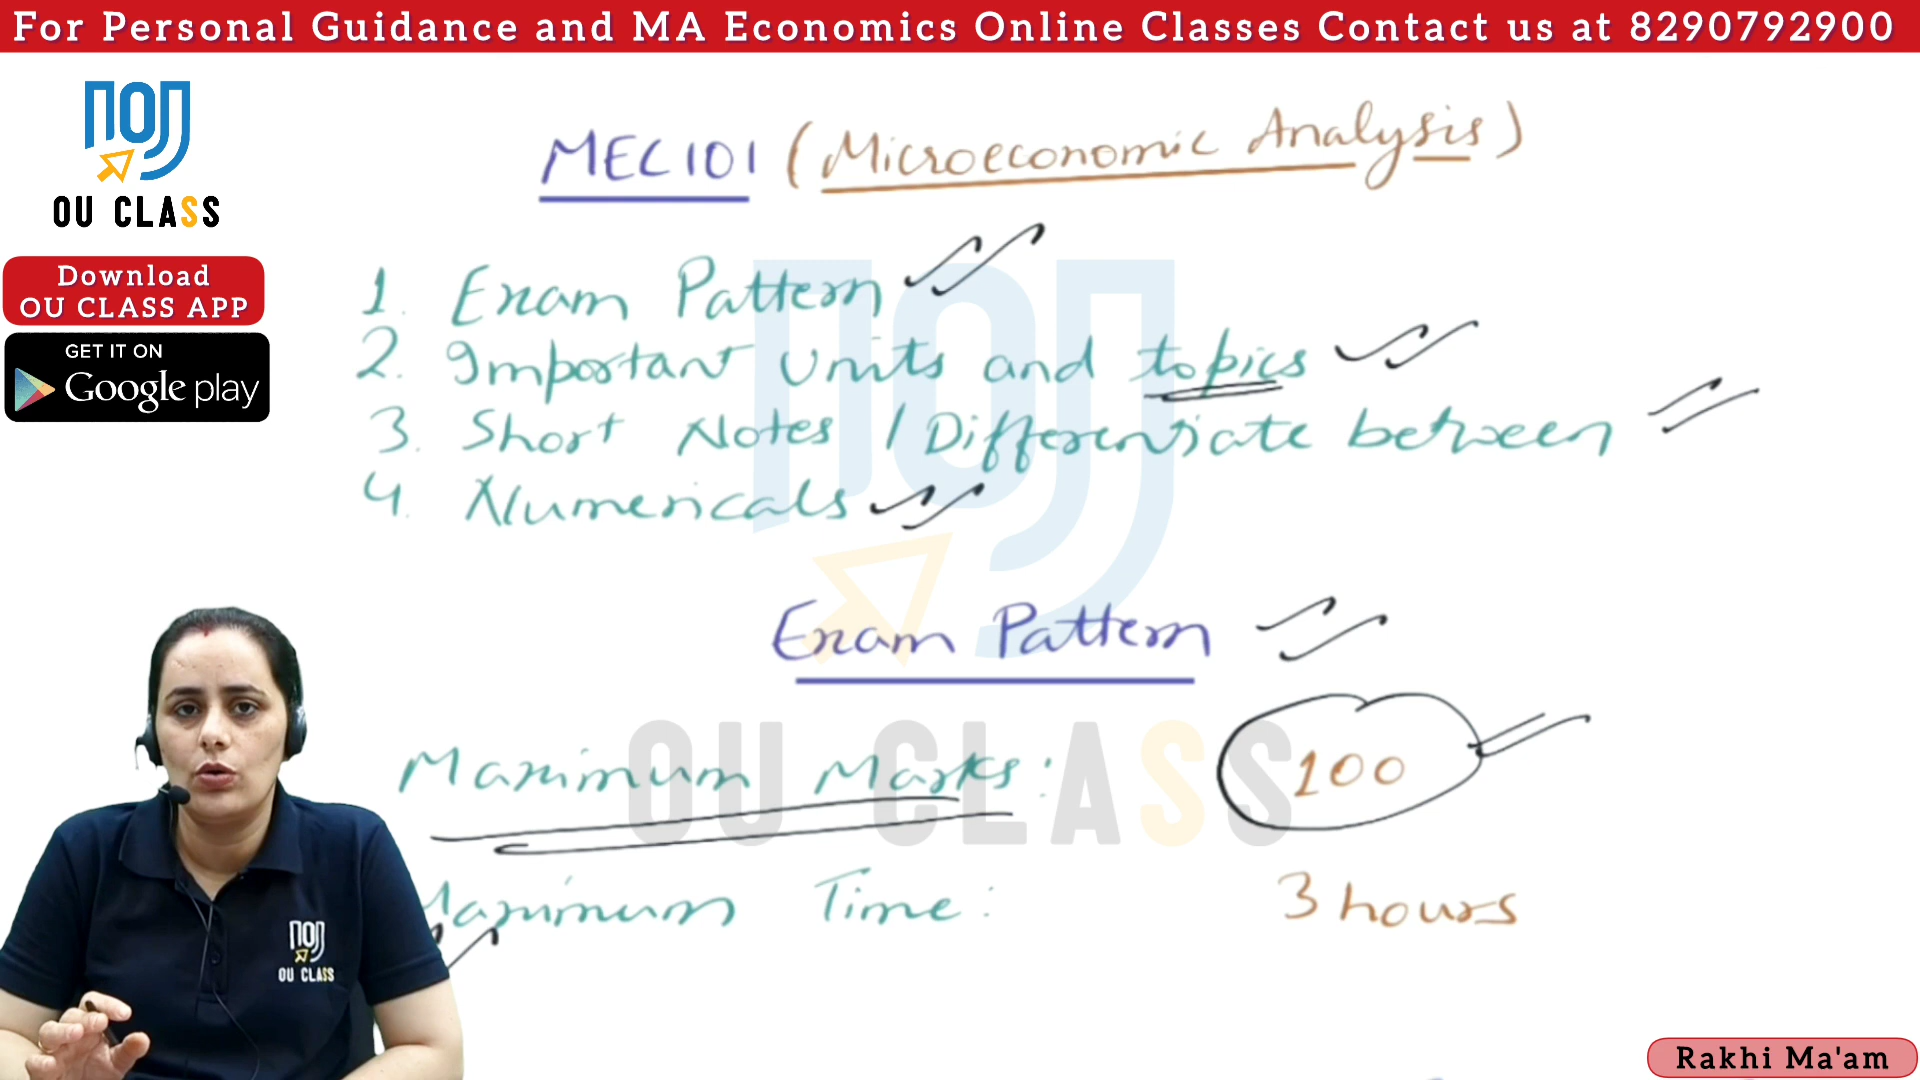 For Personal Guidance and MA Economics Online Classes Contact us at 8290792900
OU CLASS
Download
OU CLASS APP
GET IT ON
Google play
MEC101 (Microeconomic Analysis)
1. Exam Pattern
2. Important Units and topics
3. Short Notes / Differentiate between
4. Numericals
Exam Pattern
OU CLASS
Maximum Marks: 100
Maximum Time: 3 hours
OU CLASS
Rakhi Ma'am